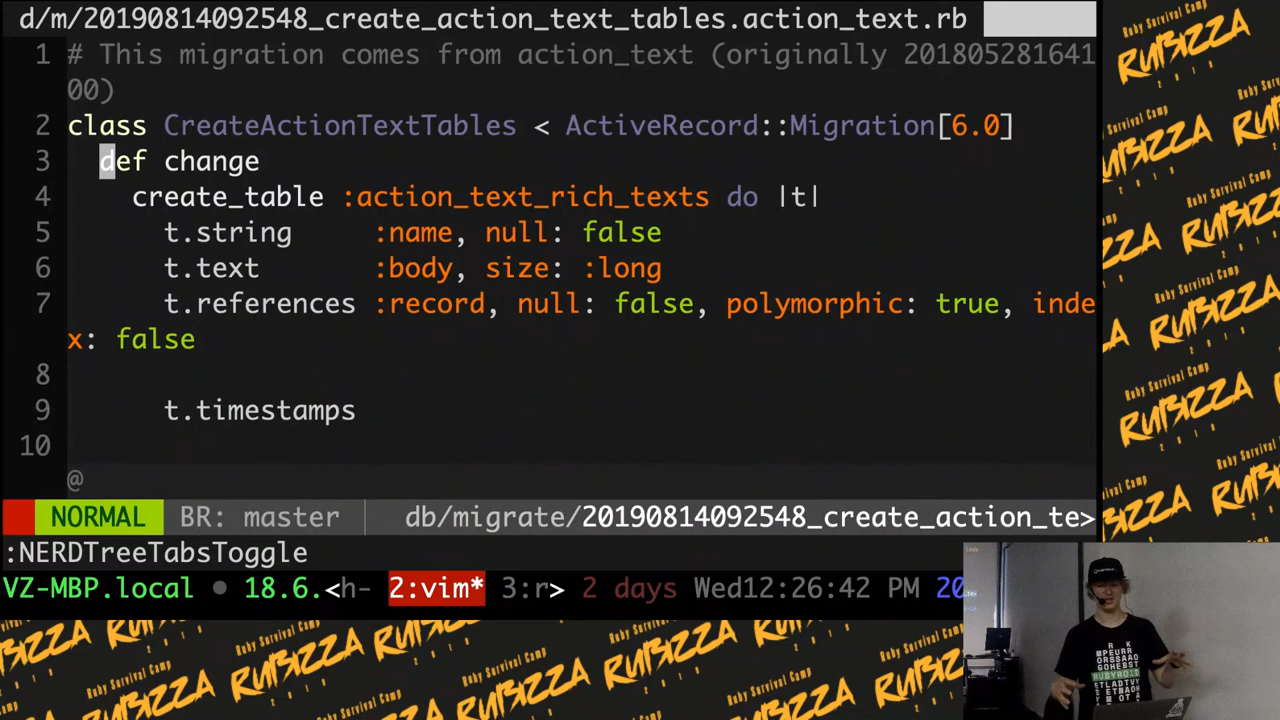 d/m/20190814092548_create_action_text_tables.action_text.rb
1 # This migration comes from action_text (originally 201805281641
00)
2 class CreateActionTextTables < ActiveRecord::Migration[6.0]
3 def change
4 create_table :action_text_rich_texts do |t|
5 t.string :name, null: false
6 t.text :body, size: :long
7 t.references :record, null: false, polymorphic: true, inde
x: false
8
9 t.timestamps
10
@
NORMAL BR: master db/migrate/20190814092548_create_action_te>
:NERDTreeTabsToggle
VZ-MBP.local ● 18.6.<h- 2:vim* 3:r> 2 days Wed12:26:42 PM 20
Ruby Survival Camp
RUBIZZA
2019
RUBYROID